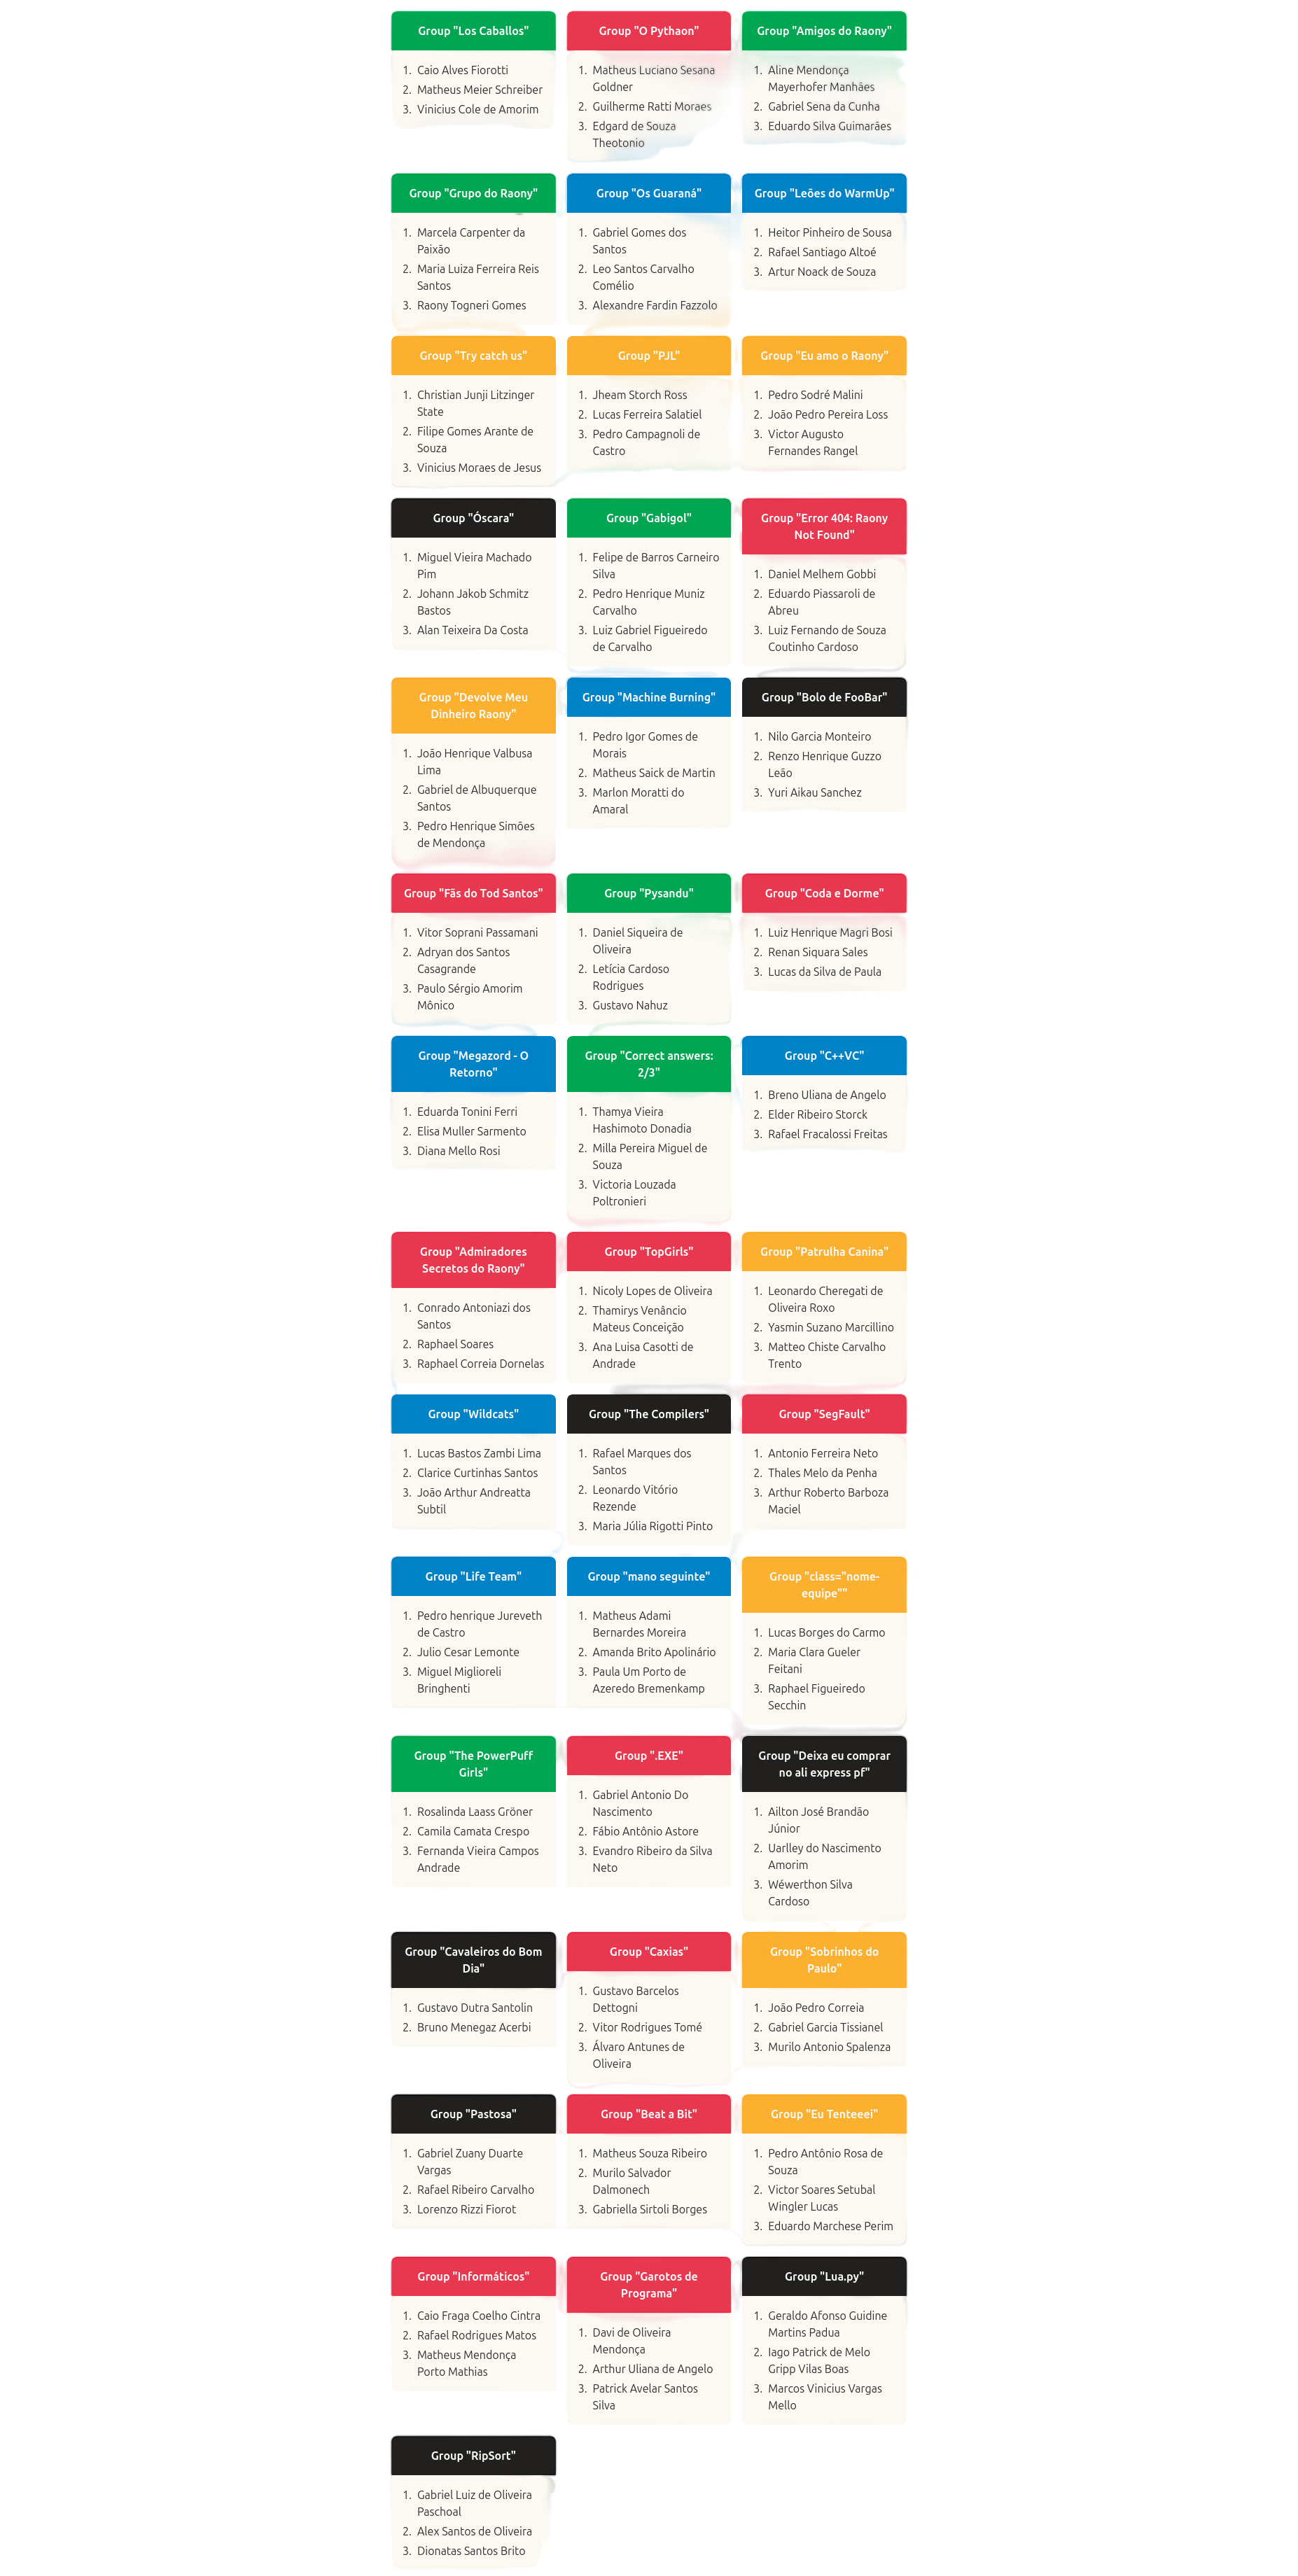 Group "Los Caballos"
1. Caio Alves Fiorotti
2. Matheus Meier Schreiber
3. Vinicius Cole de Amorim
Group "O Pythaon"
1. Matheus Luciano Sesana
Goldner
2. Guilherme Ratti Moraes
3. Edgard de Souza
Theotonio
Group "Amigos do Raony"
1. Aline Mendonça
Mayerhofer Manhães
2. Gabriel Sena da Cunha
3. Eduardo Silva Guimarães
Group "Grupo do Raony"
1. Marcela Carpenter da
Paixão
2. Maria Luiza Ferreira Reis
Santos
3. Raony Togneri Gomes
Group "Os Guaraná"
1. Gabriel Gomes dos
Santos
2. Leo Santos Carvalho
Comélio
3. Alexandre Fardin Fazzolo
Group "Leões do WarmUp"
1. Heitor Pinheiro de Sousa
2. Rafael Santiago Altoé
3. Artur Noack de Souza
Group "Try catch us"
1. Christian Junji Litzinger
State
2. Filipe Gomes Arante de
Souza
3. Vinicius Moraes de Jesus
Group "PJL"
1. Jheam Storch Ross
2. Lucas Ferreira Salatiel
3. Pedro Campagnoli de
Castro
Group "Eu amo o Raony"
1. Pedro Sodré Malini
2. João Pedro Pereira Loss
3. Victor Augusto
Fernandes Rangel
Group "Óscara"
1. Miguel Vieira Machado
Pim
2. Johann Jakob Schmitz
Bastos
3. Alan Teixeira Da Costa
Group "Gabigol"
1. Felipe de Barros Carneiro
Silva
2. Pedro Henrique Muniz
Carvalho
3. Luiz Gabriel Figueiredo
de Carvalho
Group "Error 404: Raony
Not Found"
1. Daniel Melhem Gobbi
2. Eduardo Piassaroli de
Abreu
3. Luiz Fernando de Souza
Coutinho Cardoso
Group "Devolve Meu
Dinheiro Raony"
1. João Henrique Valbusa
Lima
2. Gabriel de Albuquerque
Santos
3. Pedro Henrique Simões
de Mendonça
Group "Machine Burning"
1. Pedro Igor Gomes de
Morais
2. Matheus Saick de Martin
3. Marlon Moratti do
Amaral
Group "Bolo de FooBar"
1. Nilo Garcia Monteiro
2. Renzo Henrique Guzzo
Leão
3. Yuri Aikau Sanchez
Group "Fãs do Tod Santos"
1. Vitor Soprani Passamani
2. Adryan dos Santos
Casagrande
3. Paulo Sérgio Amorim
Mônico
Group "Pysandu"
1. Daniel Siqueira de
Oliveira
2. Letícia Cardoso
Rodrigues
3. Gustavo Nahuz
Group "Coda e Dorme"
1. Luiz Henrique Magri Bosi
2. Renan Siquara Sales
3. Lucas da Silva de Paula
Group "Megazord - O
Retorno"
1. Eduarda Tonini Ferri
2. Elisa Muller Sarmento
3. Diana Mello Rosi
Group "Correct answers:
2/3"
1. Thamya Vieira
Hashimoto Donadia
2. Milla Pereira Miguel de
Souza
3. Victoria Louzada
Poltronieri
Group "C++VC"
1. Breno Uliana de Angelo
2. Elder Ribeiro Storck
3. Rafael Fracalossi Freitas
Group "Admiradores
Secretos do Raony"
1. Conrado Antoniazi dos
Santos
2. Raphael Soares
3. Raphael Correia Dornelas
Group "TopGirls"
1. Nicoly Lopes de Oliveira
2. Thamirys Venâncio
Mateus Conceição
3. Ana Luisa Casotti de
Andrade
Group "Patrulha Canina"
1. Leonardo Cheregati de
Oliveira Roxo
2. Yasmin Suzano Marcillino
3. Matteo Chiste Carvalho
Trento
Group "Wildcats"
1. Lucas Bastos Zambi Lima
2. Clarice Curtinhas Santos
3. João Arthur Andreatta
Subtil
Group "The Compilers"
1. Rafael Marques dos
Santos
2. Leonardo Vitório
Rezende
3. Maria Júlia Rigotti Pinto
Group "SegFault"
1. Antonio Ferreira Neto
2. Thales Melo da Penha
3. Arthur Roberto Barboza
Maciel
Group "Life Team"
1. Pedro henrique Jureveth
de Castro
2. Julio Cesar Lemonte
3. Miguel Miglioreli
Bringhenti
Group "mano seguinte"
1. Matheus Adami
Bernardes Moreira
2. Amanda Brito Apolinário
3. Paula Um Porto de
Azeredo Bremenkamp
Group "class="nome-
equipe""
1. Lucas Borges do Carmo
2. Maria Clara Gueler
Feitani
3. Raphael Figueiredo
Secchin
Group "The PowerPuff
Girls"
1. Rosalinda Laass Gröner
2. Camila Camata Crespo
3. Fernanda Vieira Campos
Andrade
Group ".EXE"
1. Gabriel Antonio Do
Nascimento
2. Fábio Antônio Astore
3. Evandro Ribeiro da Silva
Neto
Group "Deixa eu comprar
no ali express pf"
1. Ailton José Brandão
Júnior
2. Uarlley do Nascimento
Amorim
3. Wéwerthon Silva
Cardoso
Group "Cavaleiros do Bom
Dia"
1. Gustavo Dutra Santolin
2. Bruno Menegaz Acerbi
Group "Caxias"
1. Gustavo Barcelos
Dettogni
2. Vitor Rodrigues Tomé
3. Álvaro Antunes de
Oliveira
Group "Sobrinhos do
Paulo"
1. João Pedro Correia
2. Gabriel Garcia Tissianel
3. Murilo Antonio Spalenza
Group "Pastosa"
1. Gabriel Zuany Duarte
Vargas
2. Rafael Ribeiro Carvalho
3. Lorenzo Rizzi Fiorot
Group "Beat a Bit"
1. Matheus Souza Ribeiro
2. Murilo Salvador
Dalmonech
3. Gabriella Sirtoli Borges
Group "Eu Tenteeei"
1. Pedro Antônio Rosa de
Souza
2. Victor Soares Setubal
Wingler Lucas
3. Eduardo Marchese Perim
Group "Informáticos"
1. Caio Fraga Coelho Cintra
2. Rafael Rodrigues Matos
3. Matheus Mendonça
Porto Mathias
Group "Garotos de
Programa"
1. Davi de Oliveira
Mendonça
2. Arthur Uliana de Angelo
3. Patrick Avelar Santos
Silva
Group "Lua.py"
1. Geraldo Afonso Guidine
Martins Padua
2. Iago Patrick de Melo
Gripp Vilas Boas
3. Marcos Vinicius Vargas
Mello
Group "RipSort"
1. Gabriel Luiz de Oliveira
Paschoal
2. Alex Santos de Oliveira
3. Dionatas Santos Brito